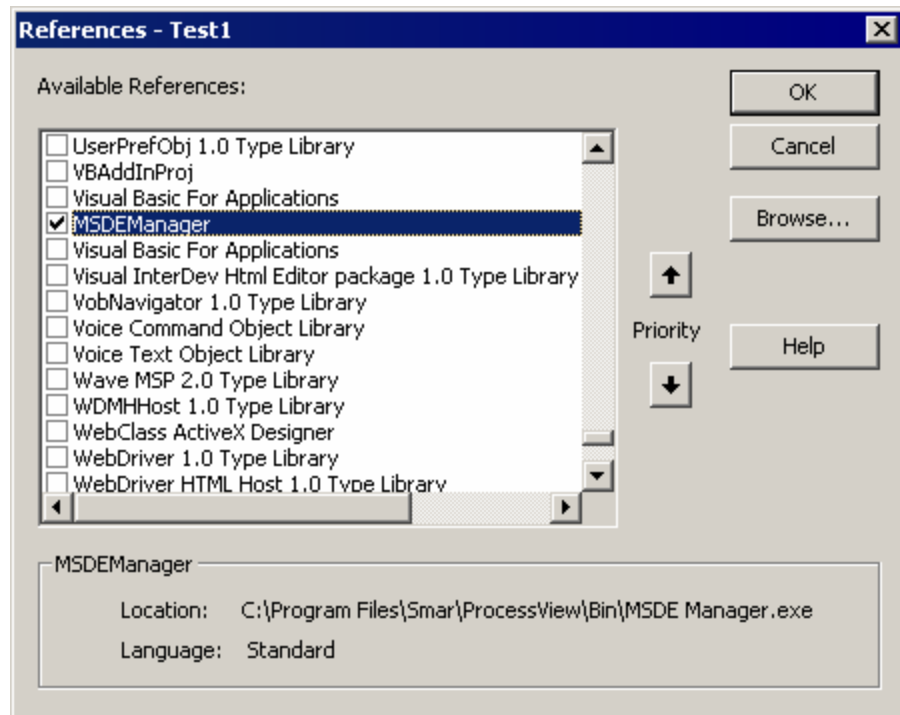 References - Test1
Available References:
UserPrefObj 1.0 Type Library
VBAddInProj
Visual Basic For Applications
MSDEManager
Visual Basic For Applications
Visual InterDev Html Editor package 1.0 Type Library
VobNavigator 1.0 Type Library
Voice Command Object Library
Voice Text Object Library
Wave MSP 2.0 Type Library
WDMHHost 1.0 Type Library
WebClass ActiveX Designer
WebDriver 1.0 Type Library
WebDriver HTML Host 1.0 Type Library
Priority
OK
Cancel
Browse...
Help
MSDEManager
Location: C:\Program Files\Smar\ProcessView\Bin\MSDE Manager.exe
Language: Standard